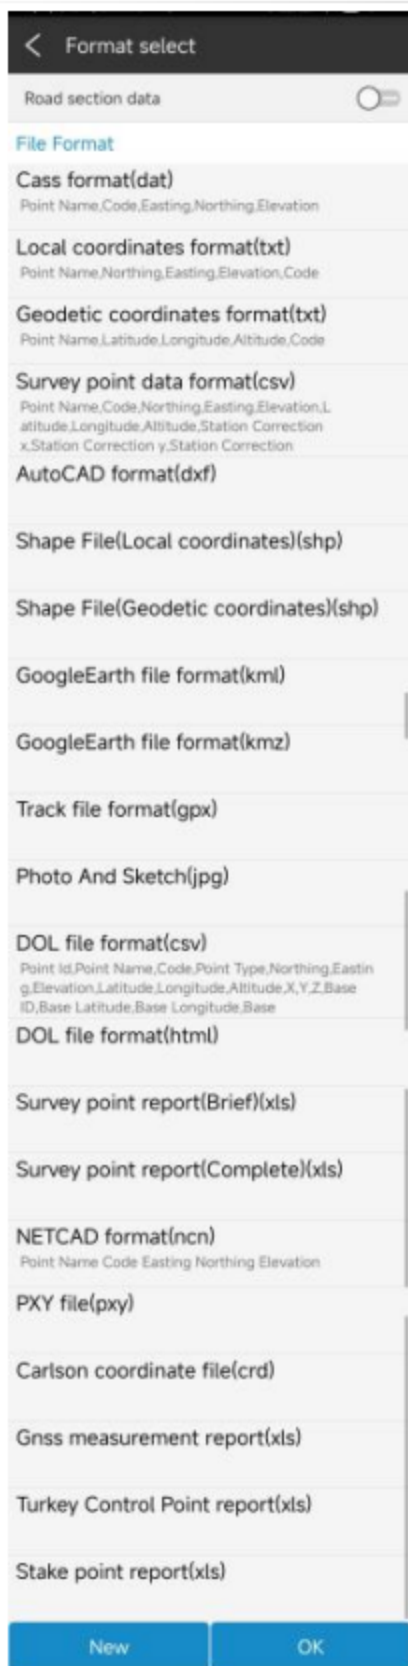 Format select
Road section data
File Format
Cass format(dat)
Point Name,Code,Easting,Northing,Elevation
Local coordinates format(txt)
Point Name,Northing,Easting,Elevation,Code
Geodetic coordinates format(txt)
Point Name,Latitude,Longitude,Altitude,Code
Survey point data format(csv)
Point Name,Code,Northing,Easting,Elevation,L
atitude,Longitude,Altitude,Station Correction
x,Station Correction y,Station Correction
AutoCAD format(dxf)
Shape File(Local coordinates)(shp)
Shape File(Geodetic coordinates)(shp)
GoogleEarth file format(kml)
GoogleEarth file format(kmz)
Track file format(gpx)
Photo And Sketch(jpg)
DOL file format(csv)
Point Id,Point Name,Code,Point Type,Northing,Eastin
g,Elevation,Latitude,Longitude,Altitude,X,Y,Z,Base
ID,Base Latitude,Base Longitude,Base
DOL file format(html)
Survey point report(Brief)(xls)
Survey point report(Complete)(xls)
NETCAD format(ncn)
Point Name Code Easting Northing Elevation
PXY file(pxy)
Carlson coordinate file(crd)
Gnss measurement report(xls)
Turkey Control Point report(xls)
Stake point report(xls)
New
OK